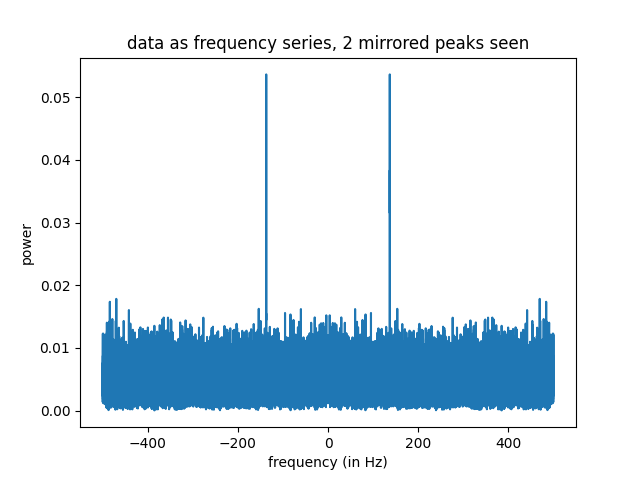 data as frequency series, 2 mirrored peaks seen
0.05
0.04
0.03
0.02
0.01
0.00
power
−400 −200 0 200 400
frequency (in Hz)